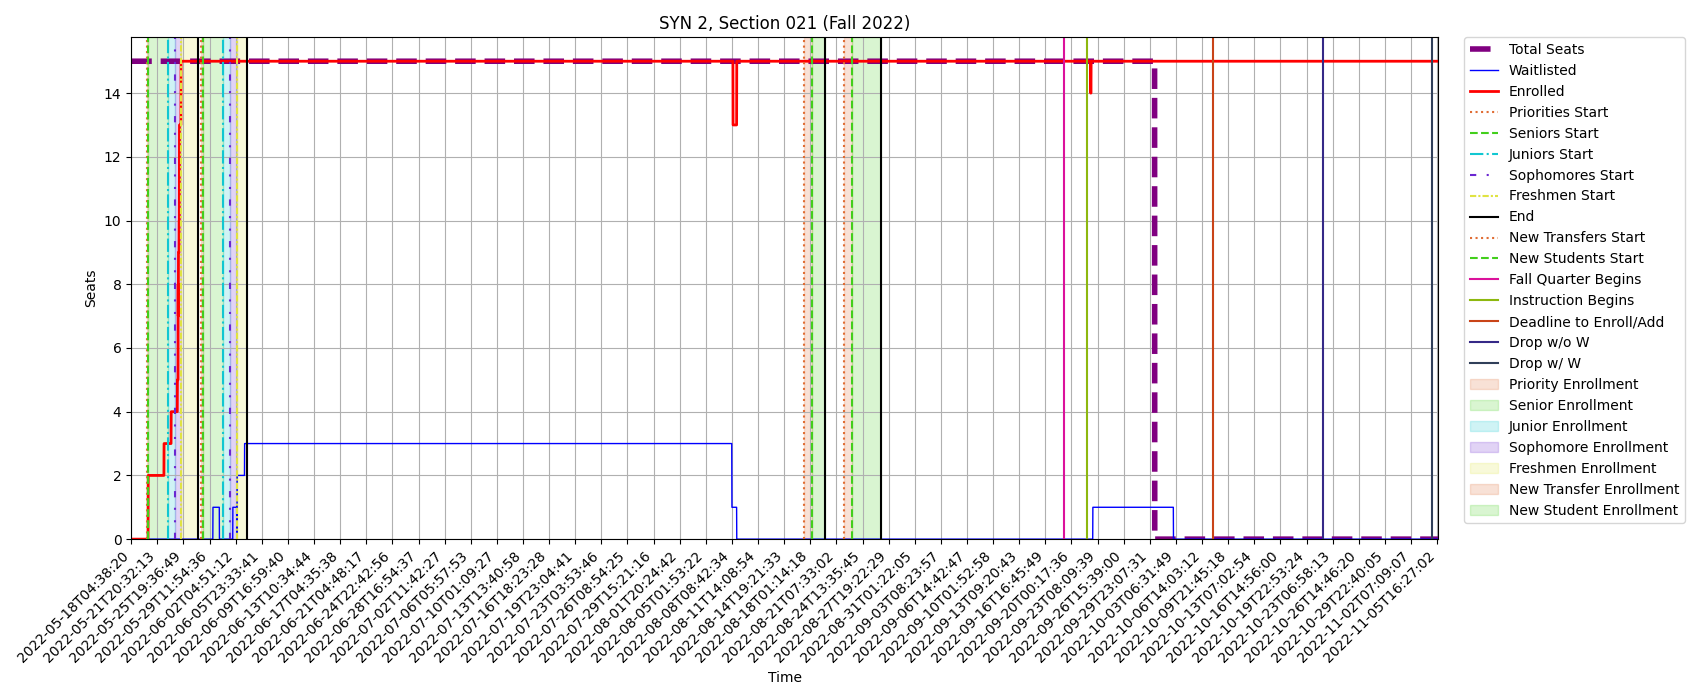 SYN 2, Section 021 (Fall 2022)
Seats
14
12
10
8
6
4
2
0
2022-05-18T04:38:20
2022-05-21T20:32:13
2022-05-25T19:36:49
2022-05-29T11:54:36
2022-06-02T04:51:12
2022-06-05T23:33:41
2022-06-09T16:59:40
2022-06-13T10:34:44
2022-06-17T04:35:38
2022-06-21T04:48:17
2022-06-24T22:42:56
2022-06-28T16:54:37
2022-07-02T11:42:27
2022-07-06T05:57:53
2022-07-10T01:09:27
2022-07-13T13:40:58
2022-07-16T18:23:28
2022-07-19T23:04:41
2022-07-23T03:53:46
2022-07-26T08:54:25
2022-07-29T15:21:16
2022-08-01T20:24:42
2022-08-05T01:53:22
2022-08-08T08:42:34
2022-08-11T14:08:54
2022-08-14T19:21:33
2022-08-18T01:14:18
2022-08-21T07:33:02
2022-08-24T13:35:45
2022-08-27T19:22:29
2022-08-31T01:22:05
2022-09-03T08:23:57
2022-09-06T14:42:47
2022-09-10T01:52:58
2022-09-13T09:20:43
2022-09-16T16:45:49
2022-09-20T00:17:36
2022-09-23T08:09:39
2022-09-26T15:39:00
2022-09-29T23:07:31
2022-10-03T06:31:49
2022-10-06T14:03:12
2022-10-09T21:45:18
2022-10-13T07:02:54
2022-10-16T14:56:00
2022-10-19T22:53:24
2022-10-23T06:58:13
2022-10-26T14:46:20
2022-10-29T22:40:05
2022-11-02T07:09:07
2022-11-05T16:27:02
Time
Total Seats
Waitlisted
Enrolled
Priorities Start
Seniors Start
Juniors Start
Sophomores Start
Freshmen Start
End
New Transfers Start
New Students Start
Fall Quarter Begins
Instruction Begins
Deadline to Enroll/Add
Drop w/o W
Drop w/ W
Priority Enrollment
Senior Enrollment
Junior Enrollment
Sophomore Enrollment
Freshmen Enrollment
New Transfer Enrollment
New Student Enrollment